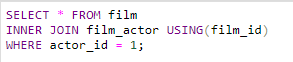 SELECT * FROM film
INNER JOIN film_actor USING(film_id)
WHERE actor_id = 1;